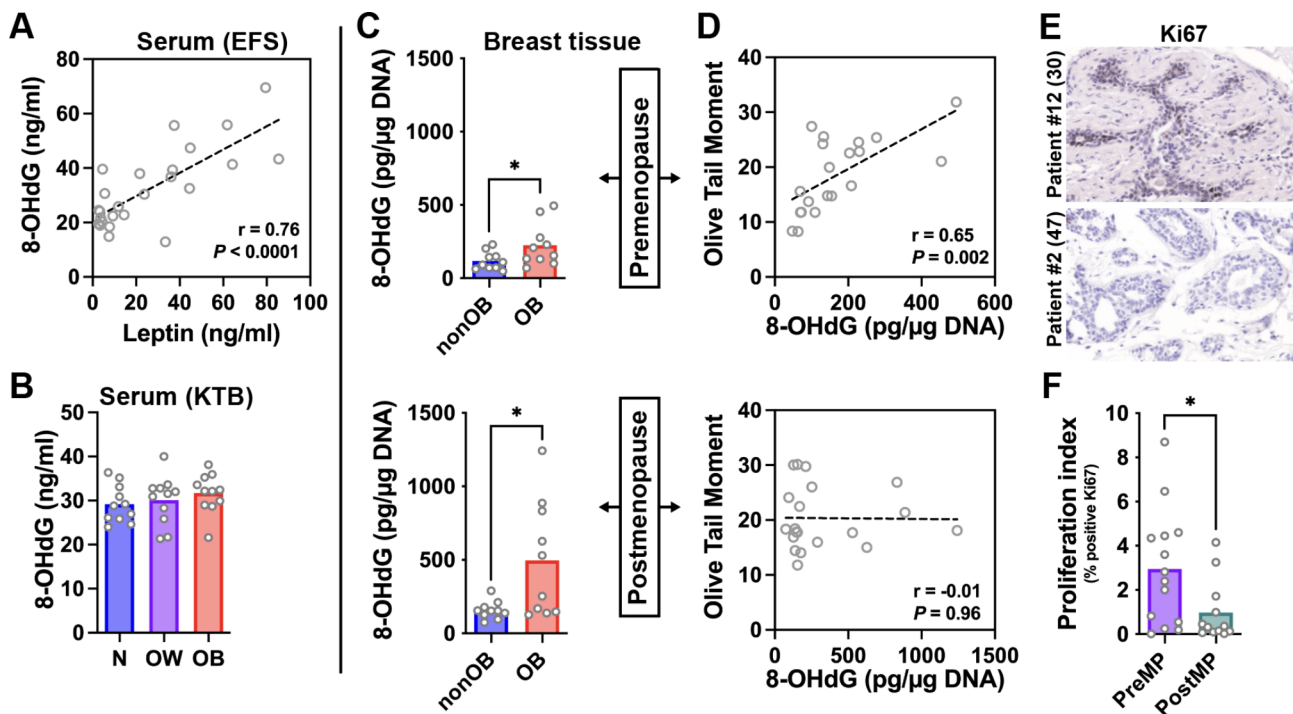 A
Serum (EFS)
8-OHdG (ng/ml)
80
60
40
20
0
r = 0.76
P < 0.0001
0 20 40 60 80 100
Leptin (ng/ml)
B
Serum (KTB)
8-OHdG (ng/ml)
50
40
30
20
10
0
N OW OB
C
Breast tissue
8-OHdG (pg/µg DNA)
1500
1000
500
0
*
nonOB OB
Premenopause
8-OHdG (pg/µg DNA)
1500
1000
500
0
*
nonOB OB
Postmenopause
D
Olive Tail Moment
40
30
20
10
0
r = 0.65
P = 0.002
0 200 400 600
8-OHdG (pg/µg DNA)
Olive Tail Moment
40
30
20
10
0
r = -0.01
P = 0.96
0 500 1000 1500
8-OHdG (pg/µg DNA)
E
Ki67
Patient #12 (30)
Patient #2 (47)
F
Proliferation index
(% positive Ki67)
10
8
6
4
2
0
*
PreMP PostMP